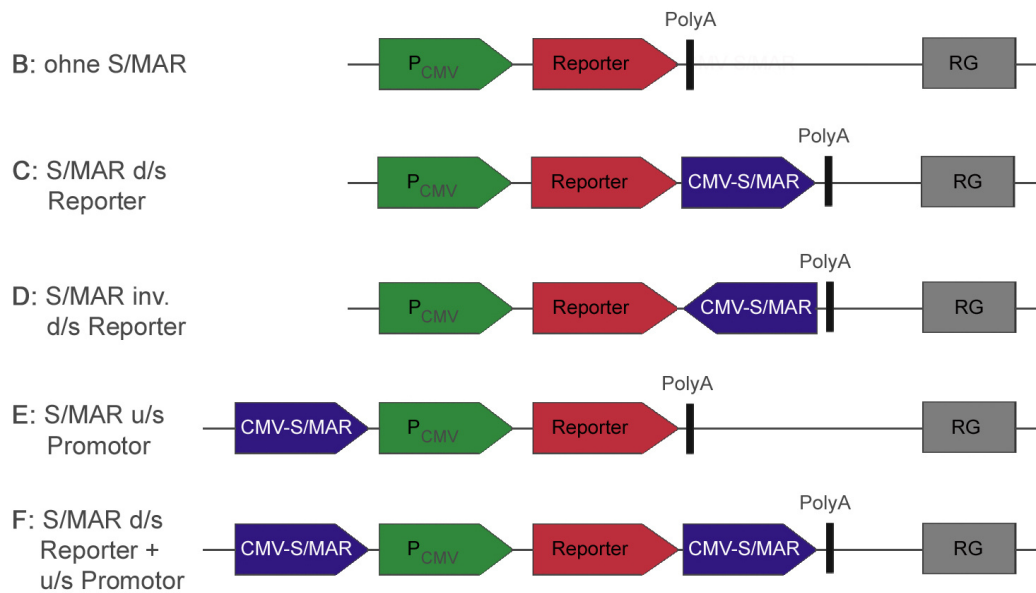 PolyA
B: ohne S/MAR
PCMV
Reporter
RG
PolyA
C: S/MAR d/s
Reporter
PCMV
Reporter
CMV-S/MAR
RG
PolyA
D: S/MAR inv.
d/s Reporter
PCMV
Reporter
CMV-S/MAR
RG
PolyA
E: S/MAR u/s
Promotor
CMV-S/MAR
PCMV
Reporter
RG
PolyA
F: S/MAR d/s
Reporter +
u/s Promotor
CMV-S/MAR
PCMV
Reporter
CMV-S/MAR
RG